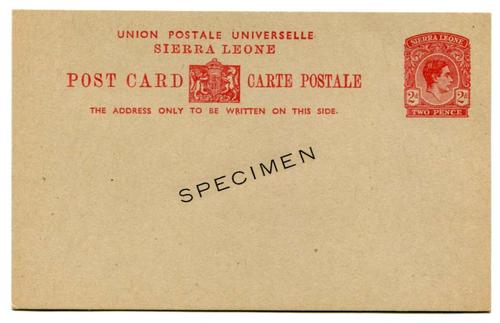 UNION POSTALE UNIVERSELLE
SIERRA LEONE
POST CARD CARTE POSTALE
THE ADDRESS ONLY TO BE WRITTEN ON THIS SIDE.
SIERRA LEONE
2d 2d
TWO PENCE
SPECIMEN